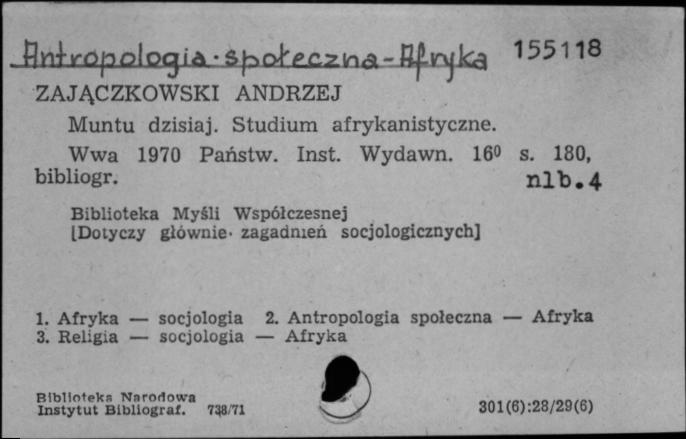 Antropologia · społeczna - Afryka 155118
ZAJĄCZKOWSKI ANDRZEJ
Muntu dzisiaj. Studium afrykanistyczne.
Wwa 1970 Państw. Inst. Wydawn. 16⁰ s. 180,
bibliogr. nlb.4
Biblioteka Myśli Współczesnej
[Dotyczy głównie zagadnień socjologicznych]
1. Afryka — socjologia 2. Antropologia społeczna — Afryka
3. Religia — socjologia — Afryka
Biblioteka Narodowa
Instytut Bibliograf. 738/71 301(6):28/29(6)